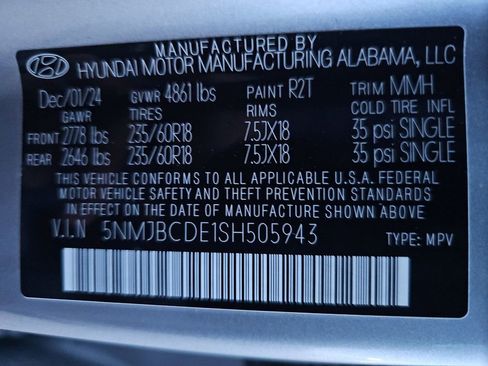 MANUFACTURED BY
HYUNDAI MOTOR MANUFACTURING ALABAMA, LLC
Dec/01/24 GVWR 4861 lbs PAINT R2T TRIM MMH
GAWR TIRES RIMS COLD TIRE INFL
FRONT 2778 lbs 235/60R18 7.5JX18 35 psi SINGLE
REAR 2646 lbs 235/60R18 7.5JX18 35 psi SINGLE
THIS VEHICLE CONFORMS TO ALL APPLICABLE U.S.A. FEDERAL
MOTOR VEHICLE SAFETY AND THEFT PREVENTION STANDARDS
IN EFFECT ON THE DATE OF MANUFACTURE SHOWN ABOVE
V.I.N 5NMJBCDE1SH505943 TYPE: MPV